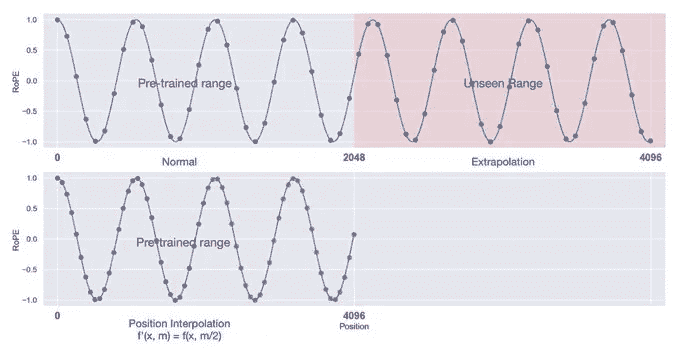 1.0
0.5
0.0
−0.5
−1.0
RoPE
Pre-trained range
Unseen Range
0
2048
4096
Normal
Extrapolation
1.0
0.5
0.0
−0.5
−1.0
RoPE
Pre-trained range
0
4096
Position Interpolation
Position
f'(x, m) = f(x, m/2)